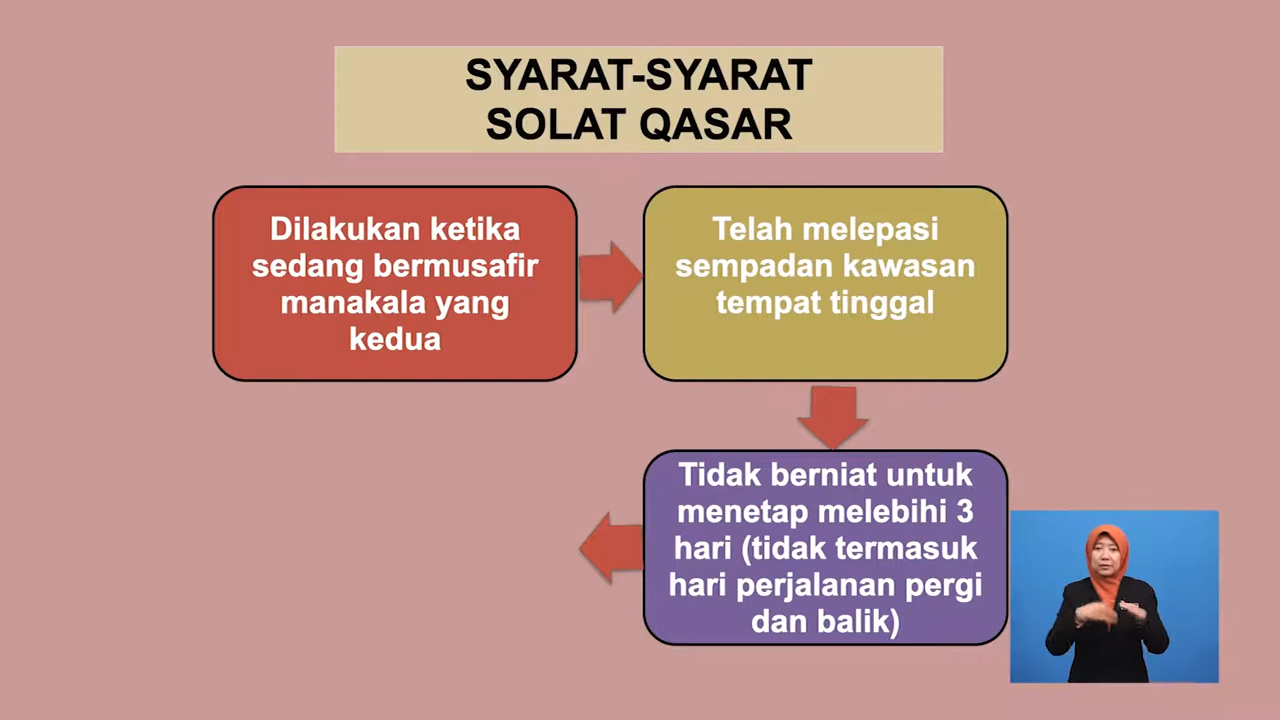 SYARAT-SYARAT
SOLAT QASAR
Dilakukan ketika
sedang bermusafir
manakala yang
kedua
Telah melepasi
sempadan kawasan
tempat tinggal
Tidak berniat untuk
menetap melebihi 3
hari (tidak termasuk
hari perjalanan pergi
dan balik)